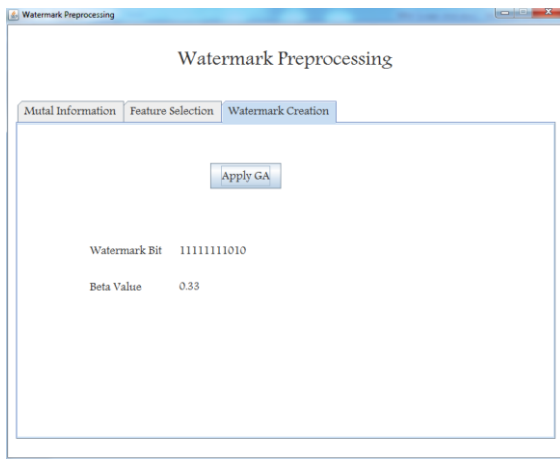 Watermark Preprocessing
Watermark Preprocessing
Mutal Information Feature Selection Watermark Creation
Apply GA
Watermark Bit 11111111010
Beta Value 0.33